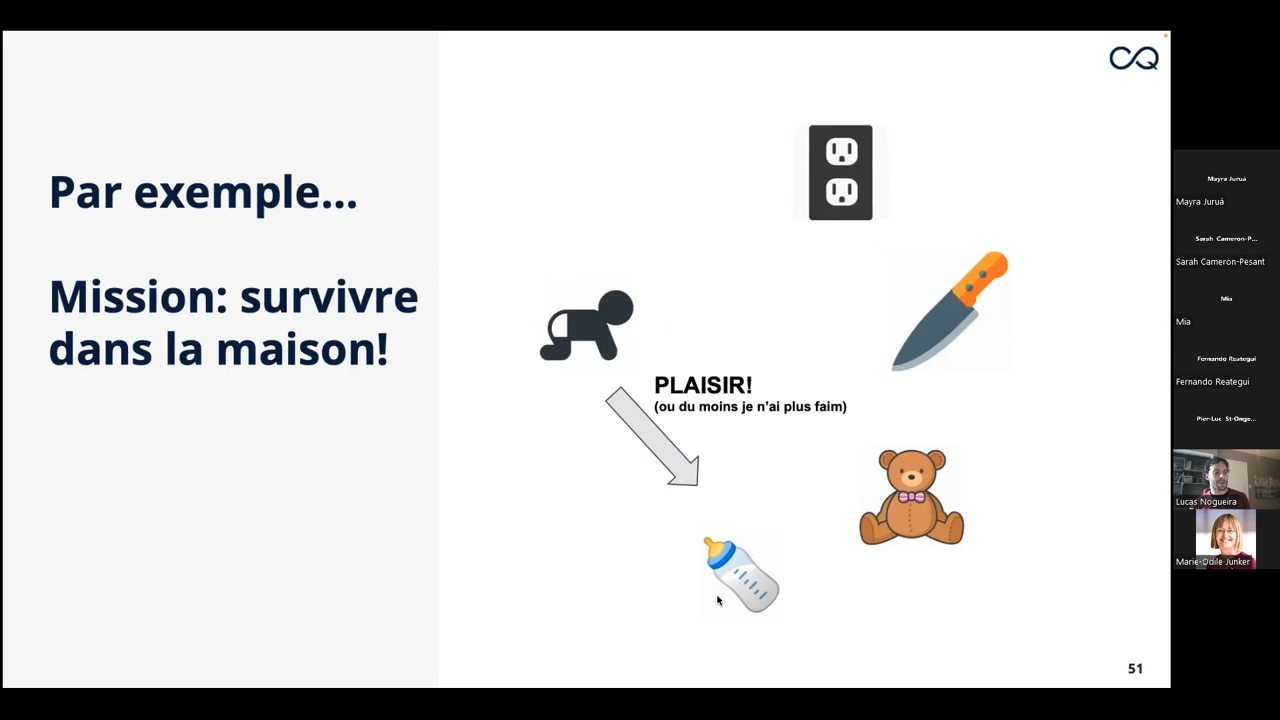 Par exemple...
Mission: survivre
dans la maison!
PLAISIR!
(ou du moins je n'ai plus faim)
51
CQ
Mayra Juruá
Mayra Juruá
Sarah Cameron-P...
Sarah Cameron-Pesant
Mia
Mia
Fernando Reategui
Fernando Reategui
Pier-Luc St-Onge...
Lucas Nogueira
Marie-Odile Junker